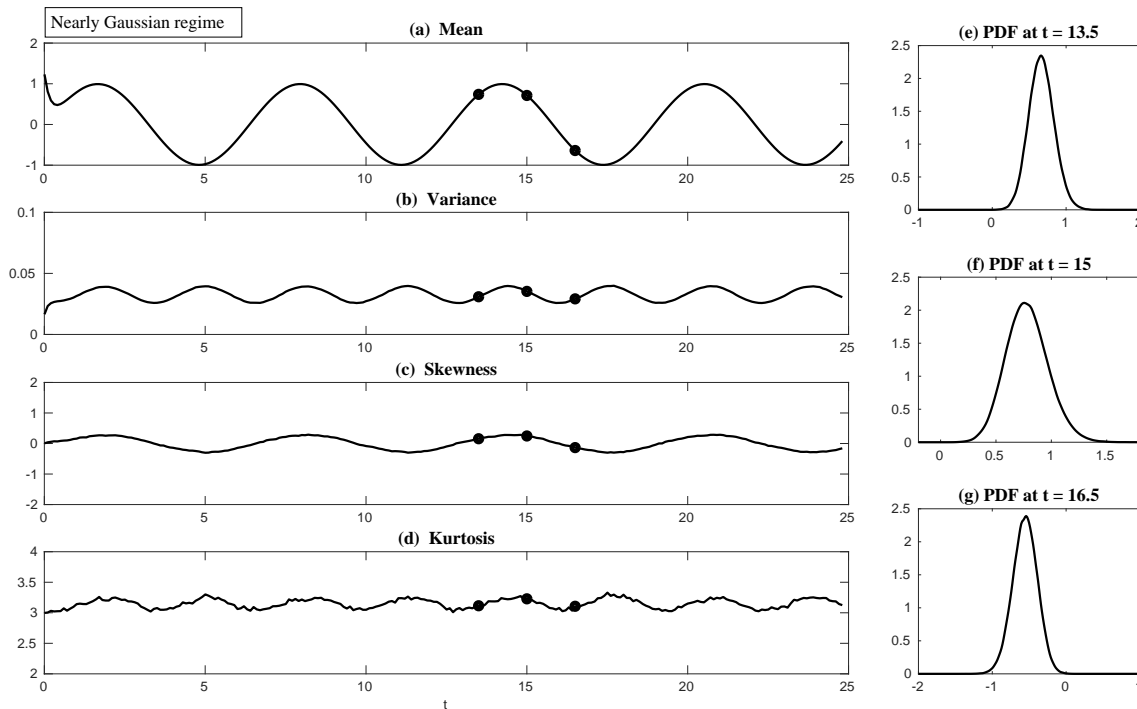 Nearly Gaussian regime
(a) Mean
2
1
0
-1
0 5 10 15 20 25
(b) Variance
0.1
0.05
0
0 5 10 15 20 25
(c) Skewness
2
1
0
-1
-2
0 5 10 15 20 25
(d) Kurtosis
4
3.5
3
2.5
2
0 5 10 15 20 25
t
(e) PDF at t = 13.5
2.5
2
1.5
1
0.5
0
-1 0 1 2
(f) PDF at t = 15
2.5
2
1.5
1
0.5
0
0 0.5 1 1.5
(g) PDF at t = 16.5
2.5
2
1.5
1
0.5
0
-2 -1 0 1